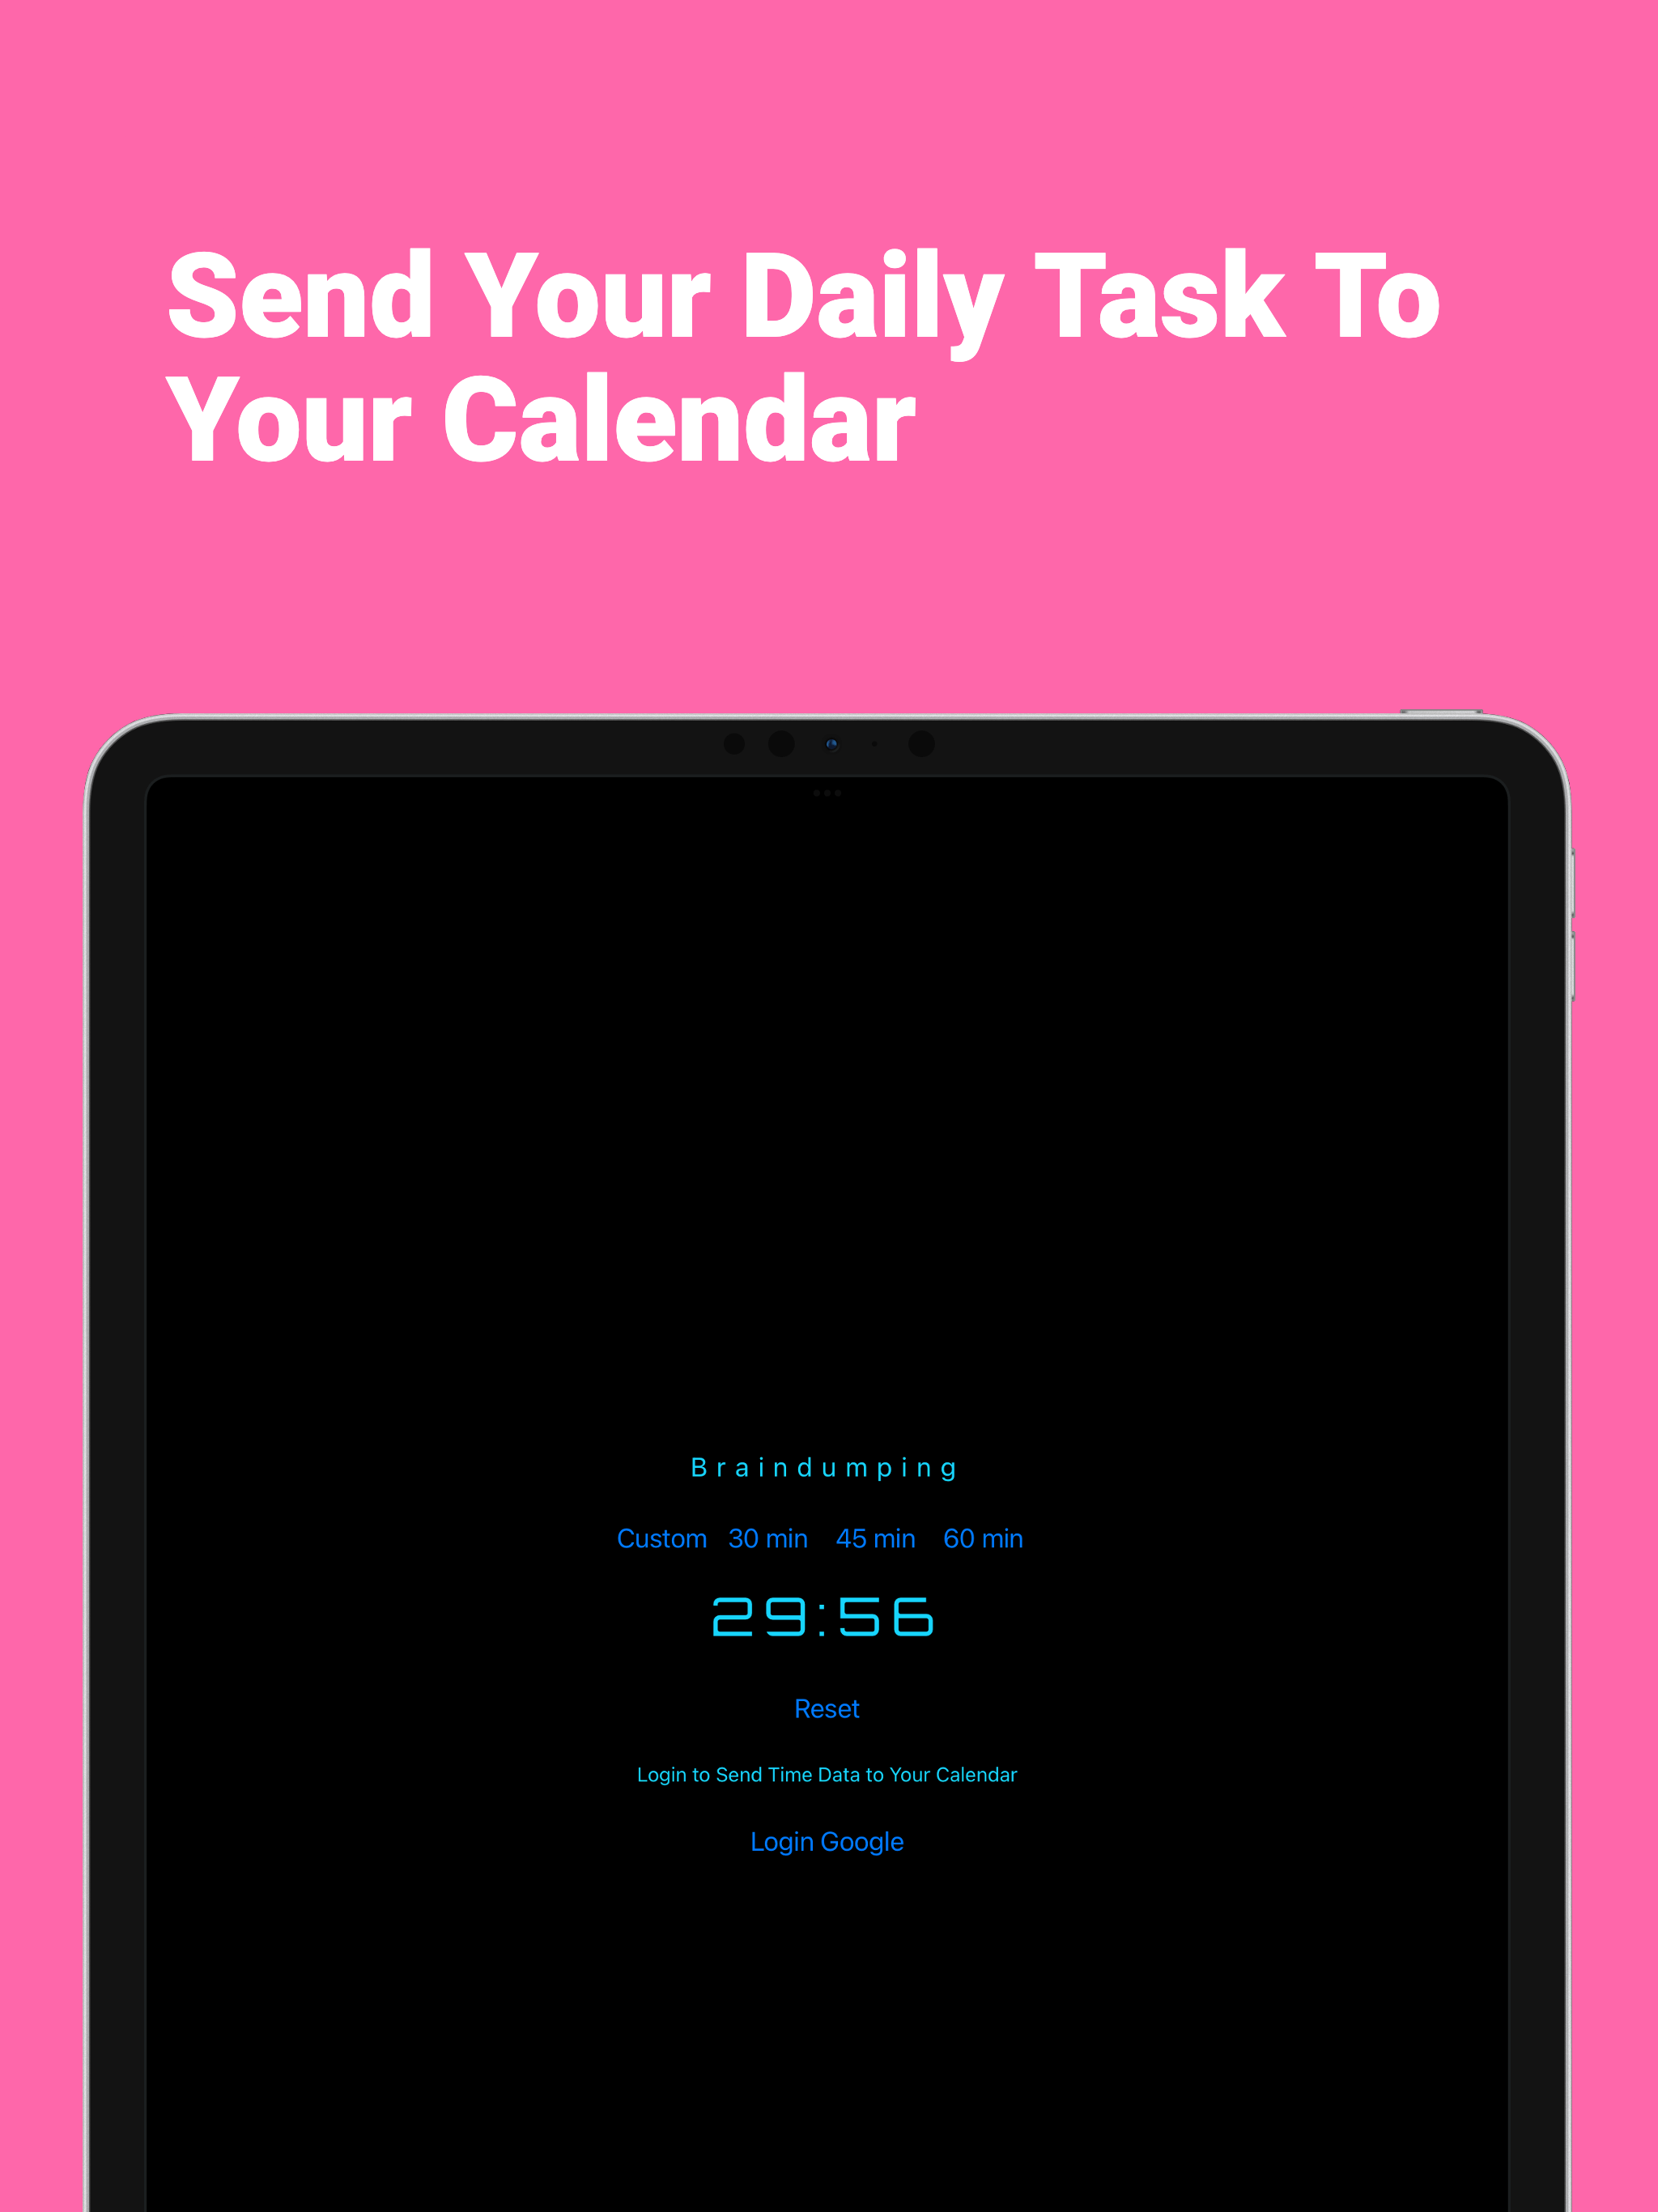 Send Your Daily Task To
Your Calendar
Braindumping
Custom 30 min 45 min 60 min
29:56
Reset
Login to Send Time Data to Your Calendar
Login Google